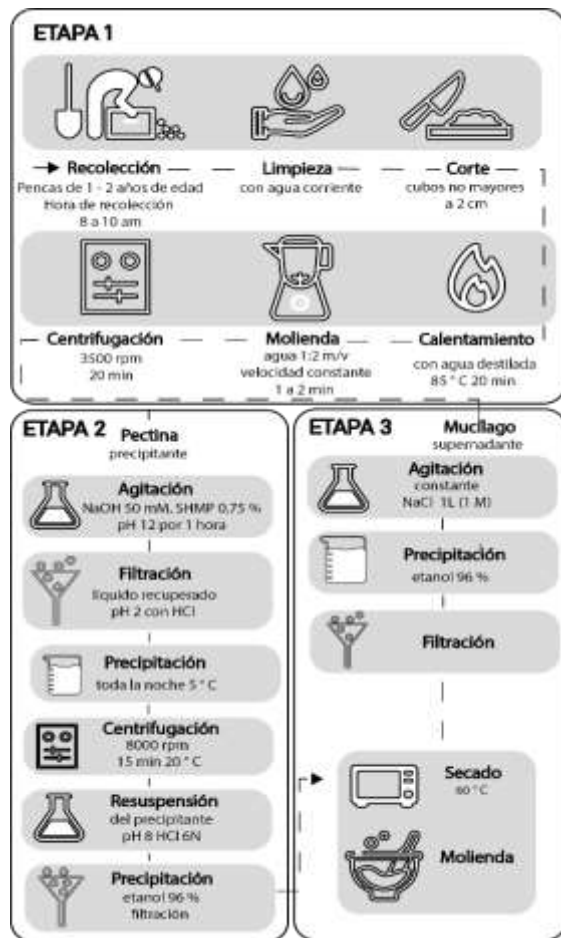 ETAPA 1
Recolección
Pencas de 1 - 2 años de edad
Hora de recolección
8 a 10 am
Limpieza
con agua corriente
Corte
cubos no mayores
a 2 cm
Centrifugación
3500 rpm
20 min
Molienda
agua 1:2 m/v
velocidad constante
1 a 2 min
Calentamiento
con agua destilada
85 ° C 20 min
ETAPA 2
Pectina
precipitante
Agitación
NaOH 50 mM, SHMP 0,75 %
pH 12 por 1 hora
Filtración
líquido recuperado
pH 2 con HCl
Precipitación
toda la noche 5 ° C
Centrifugación
8000 rpm
15 min 20 ° C
Resuspensión
del precipitante
pH 8 HCl 6N
Precipitación
etanol 96 %
filtración
ETAPA 3
Mucílago
supernadante
Agitación
constante
NaCl 1L (1 M)
Precipitación
etanol 96 %
Filtración
Secado
60 °C
Molienda